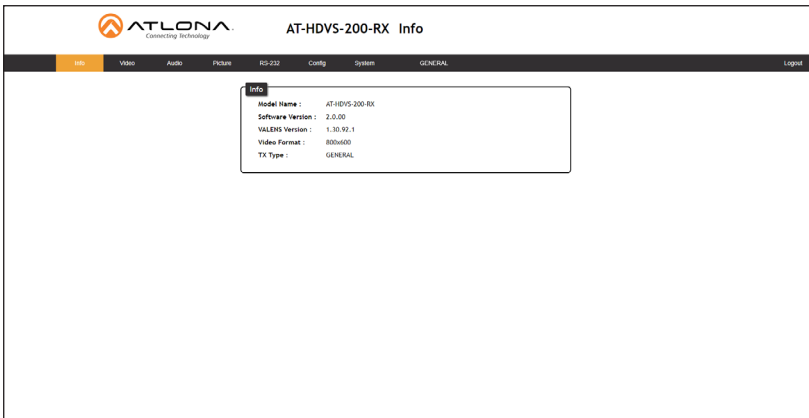 ATLONA.
Connecting Technology
AT-HDVS-200-RX Info
Info Video Audio Picture RS-232 Config System GENERAL Logout
Info
Model Name : AT-HDVS-200-RX
Software Version : 2.0.00
VALENS Version : 1.30.92.1
Video Format : 800x600
TX Type : GENERAL